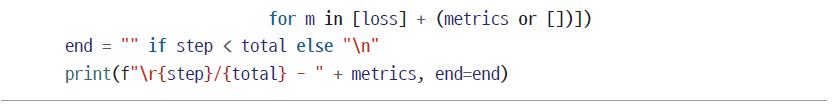 for m in [loss] + (metrics or [])])
end = "" if step < total else "\n"
print(f"\r{step}/{total} - " + metrics, end=end)